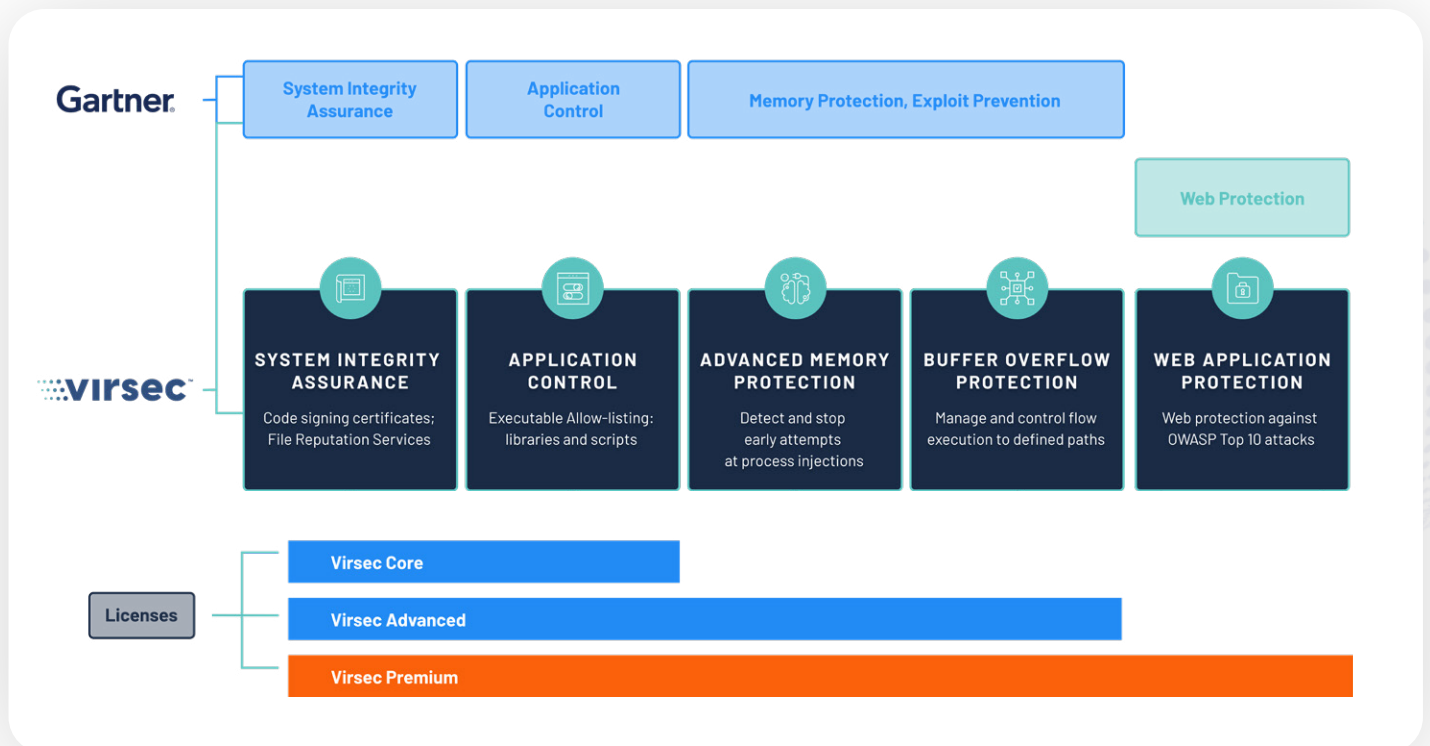 Gartner®
System Integrity
Assurance
Application
Control
Memory Protection, Exploit Prevention
Web Protection
virsec™
SYSTEM INTEGRITY
ASSURANCE
Code signing certificates;
File Reputation Services
APPLICATION
CONTROL
Executable Allow-listing:
libraries and scripts
ADVANCED MEMORY
PROTECTION
Detect and stop
early attempts
at process injections
BUFFER OVERFLOW
PROTECTION
Manage and control flow
execution to defined paths
WEB APPLICATION
PROTECTION
Web protection against
OWASP Top 10 attacks
Licenses
Virsec Core
Virsec Advanced
Virsec Premium